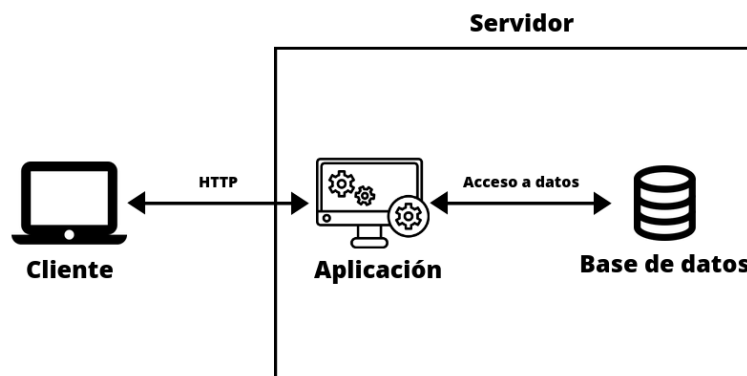 Servidor
HTTP
Acceso a datos
Cliente
Aplicación
Base de datos